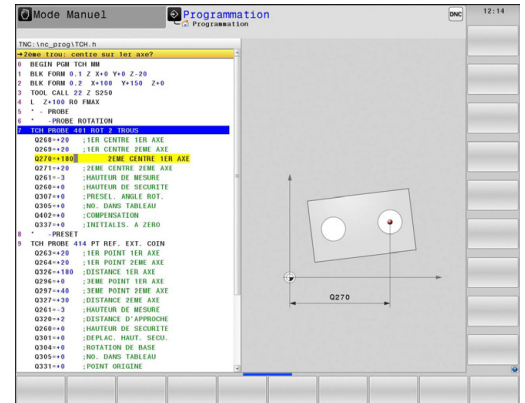 Mode Manuel
Programmation
Programmation
DNC
12:14
TNC:\nc_prog\TCH.h
→2ème trou: centre sur 1er axe?
0 BEGIN PGM TCH MM
1 BLK FORM 0.1 Z X+0 Y+0 Z-20
2 BLK FORM 0.2 X+100 Y+150 Z+0
3 TOOL CALL 22 Z S250
4 L Z+100 R0 FMAX
5 * - PROBE
6 * -PROBE ROTATION
7 TCH PROBE 401 ROT 2 TROUS
Q268=+20 ;1ER CENTRE 1ER AXE
Q269=+20 ;1ER CENTRE 2EME AXE
Q270=+180 2EME CENTRE 1ER AXE
Q271=+20 ;2EME CENTRE 2EME AXE
Q261=-3 ;HAUTEUR DE MESURE
Q260=+0 ;HAUTEUR DE SECURITE
Q307=+0 ;PRESEL. ANGLE ROT.
Q305=+0 ;NO. DANS TABLEAU
Q402=+0 ;COMPENSATION
Q337=+0 ;INITIALIS. A ZERO
8 * -PRESET
9 TCH PROBE 414 PT REF. EXT. COIN
Q263=+20 ;1ER POINT 1ER AXE
Q264=+20 ;1ER POINT 2EME AXE
Q326=+180 ;DISTANCE 1ER AXE
Q296=+0 ;3EME POINT 1ER AXE
Q297=+40 ;3EME POINT 2EME AXE
Q327=+30 ;DISTANCE 2EME AXE
Q261=-3 ;HAUTEUR DE MESURE
Q320=+2 ;DISTANCE D'APPROCHE
Q260=+0 ;HAUTEUR DE SECURITE
Q301=+0 ;DEPLAC. HAUT. SECU.
Q304=+0 ;ROTATION DE BASE
Q305=+0 ;NO. DANS TABLEAU
Q331=+0 ;POINT ORIGINE
Q270